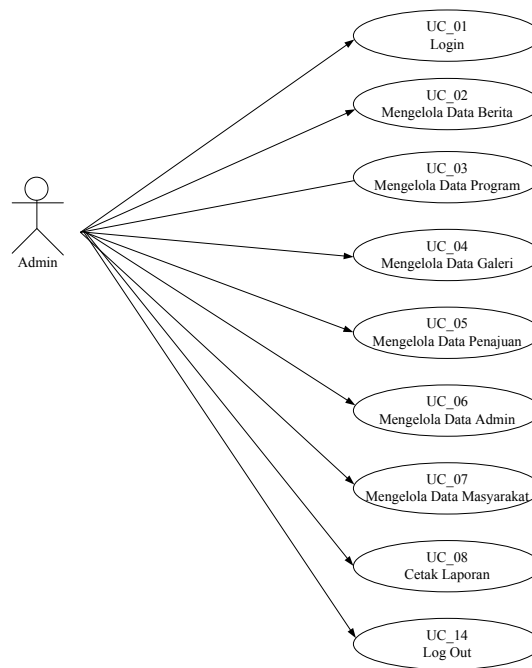 UC_01
Login
UC_02
Mengelola Data Berita
UC_03
Mengelola Data Program
Admin
UC_04
Mengelola Data Galeri
UC_05
Mengelola Data Penajuan
UC_06
Mengelola Data Admin
UC_07
Mengelola Data Masyarakat
UC_08
Cetak Laporan
UC_14
Log Out